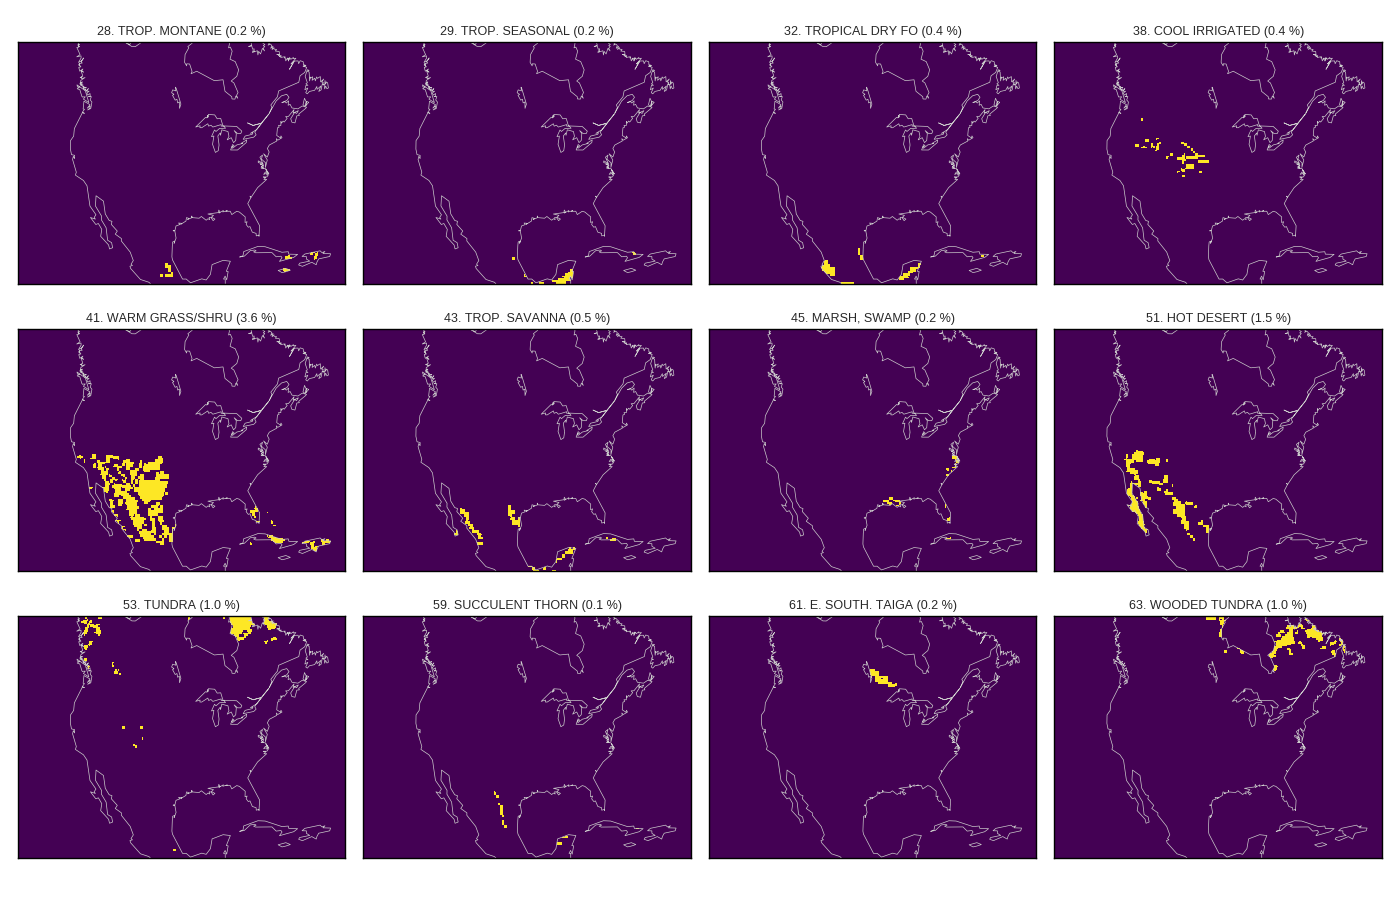 28. TROP. MONTANE (0.2 %)
29. TROP. SEASONAL (0.2 %)
32. TROPICAL DRY FO (0.4 %)
38. COOL IRRIGATED (0.4 %)
41. WARM GRASS/SHRU (3.6 %)
43. TROP. SAVANNA (0.5 %)
45. MARSH, SWAMP (0.2 %)
51. HOT DESERT (1.5 %)
53. TUNDRA (1.0 %)
59. SUCCULENT THORN (0.1 %)
61. E. SOUTH. TAIGA (0.2 %)
63. WOODED TUNDRA (1.0 %)